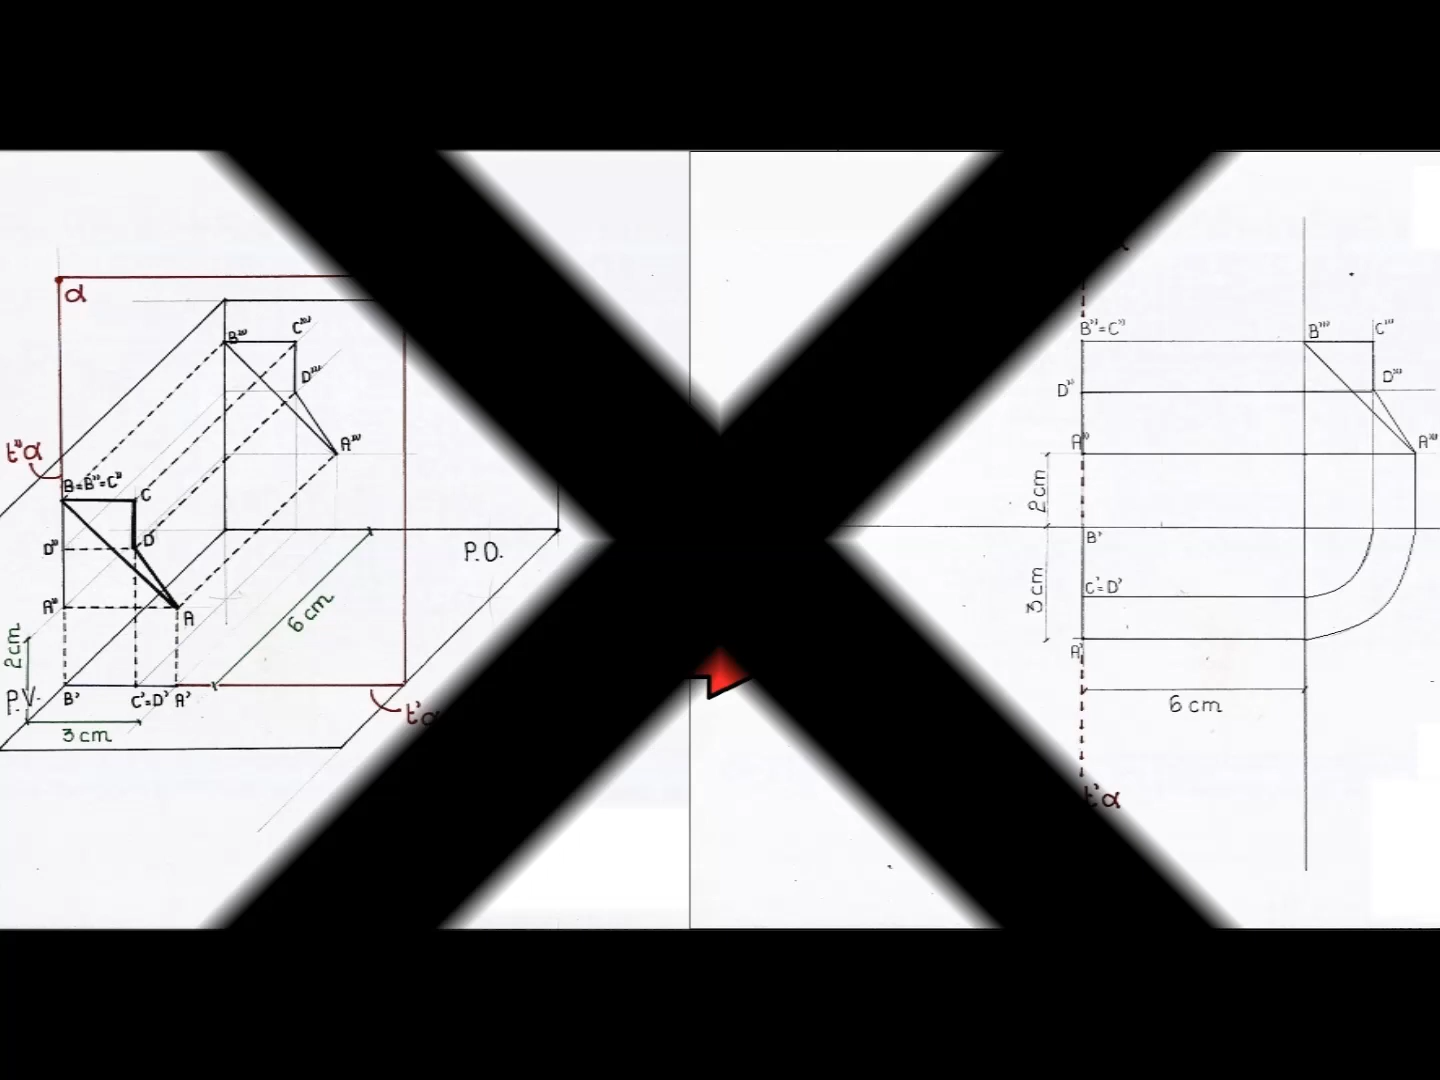 α
B'''
C'''
D'''
t''α
B=B''=C''
C
A'''
D''
D
P.O.
A''
A
6 cm
2 cm
P.V.
B'
C'=D'
A'
t'α
3 cm
B''=C''
B'''
C'''
D''
D'''
A''
A'''
2 cm
B'
3 cm
C'=D'
A'
6 cm
t'α